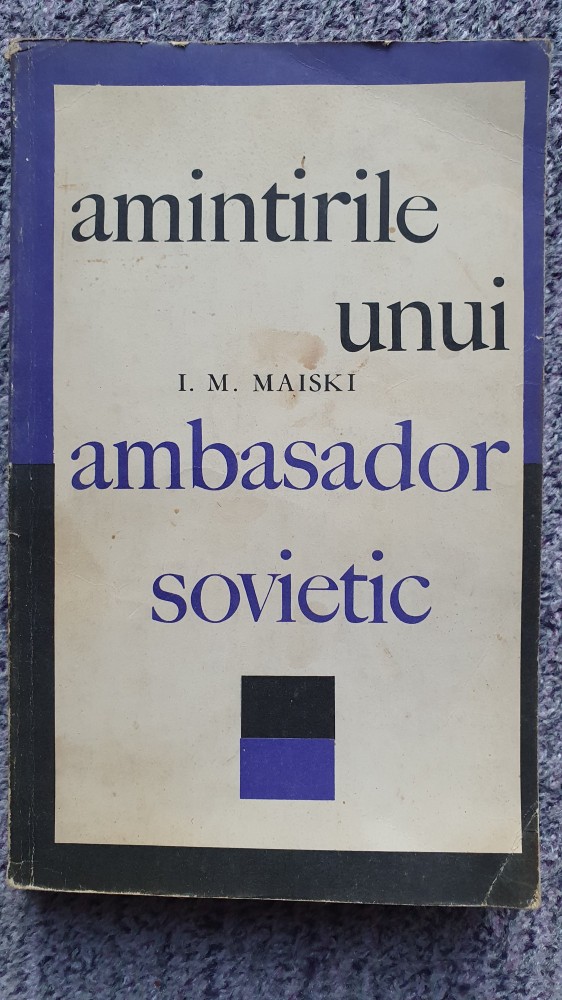 amintirile
unui
I. M. MAISKI
ambasador
sovietic